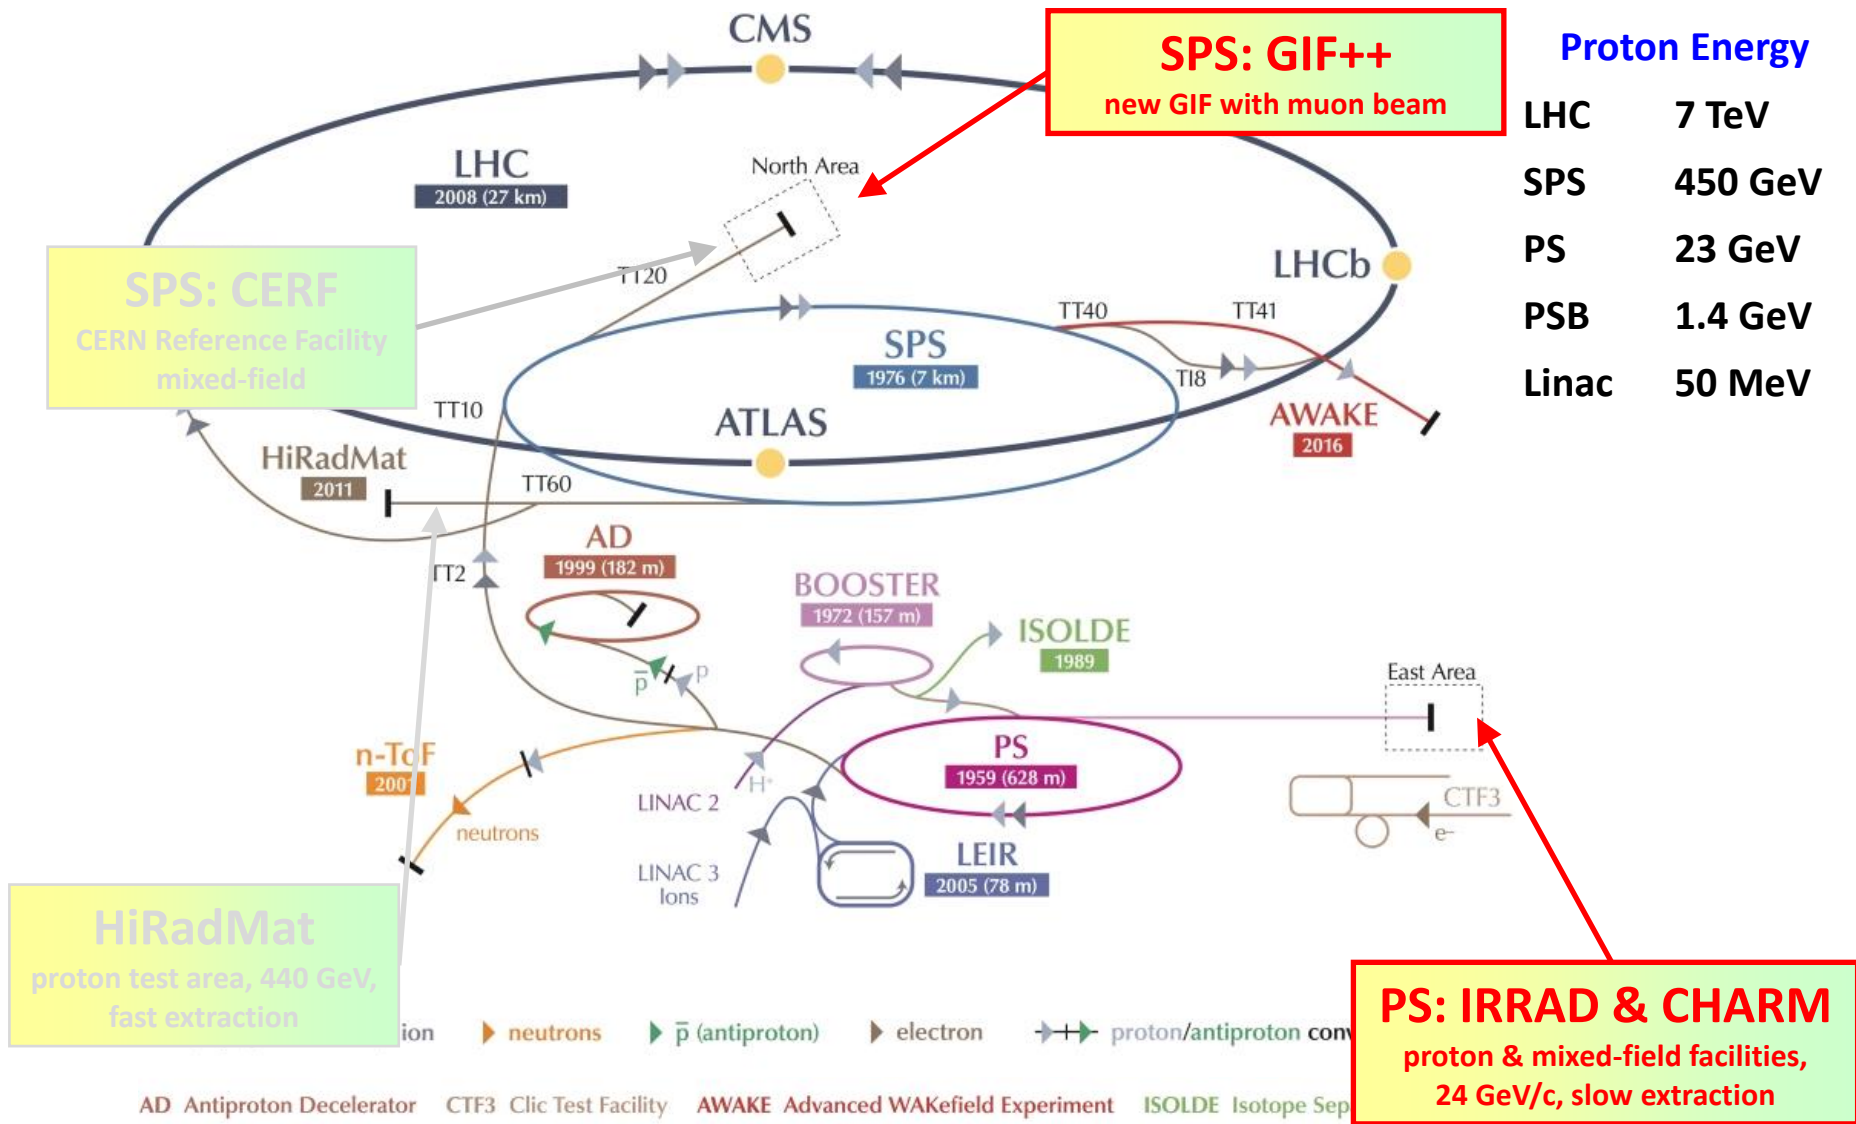 CMS
SPS: GIF++
new GIF with muon beam
Proton Energy
LHC 7 TeV
SPS 450 GeV
PS 23 GeV
PSB 1.4 GeV
Linac 50 MeV
LHC
2008 (27 km)
North Area
LHCb
SPS: CERF
CERN Reference Facility
mixed-field
TT20
TT40
TT41
SPS
1976 (7 km)
TI8
TT10
ATLAS
AWAKE
2016
HiRadMat
2011
TT60
AD
1999 (182 m)
TT2
BOOSTER
1972 (157 m)
ISOLDE
1989
p̅
p
East Area
n-ToF
2001
PS
1959 (628 m)
LINAC 2
H⁺
neutrons
CTF3
e–
LINAC 3
Ions
LEIR
2005 (78 m)
HiRadMat
proton test area, 440 GeV,
fast extraction
PS: IRRAD & CHARM
proton & mixed-field facilities,
24 GeV/c, slow extraction
ion neutrons p̅ (antiproton) electron proton/antiproton conv
AD Antiproton Decelerator CTF3 Clic Test Facility AWAKE Advanced WAKefield Experiment ISOLDE Isotope Sep